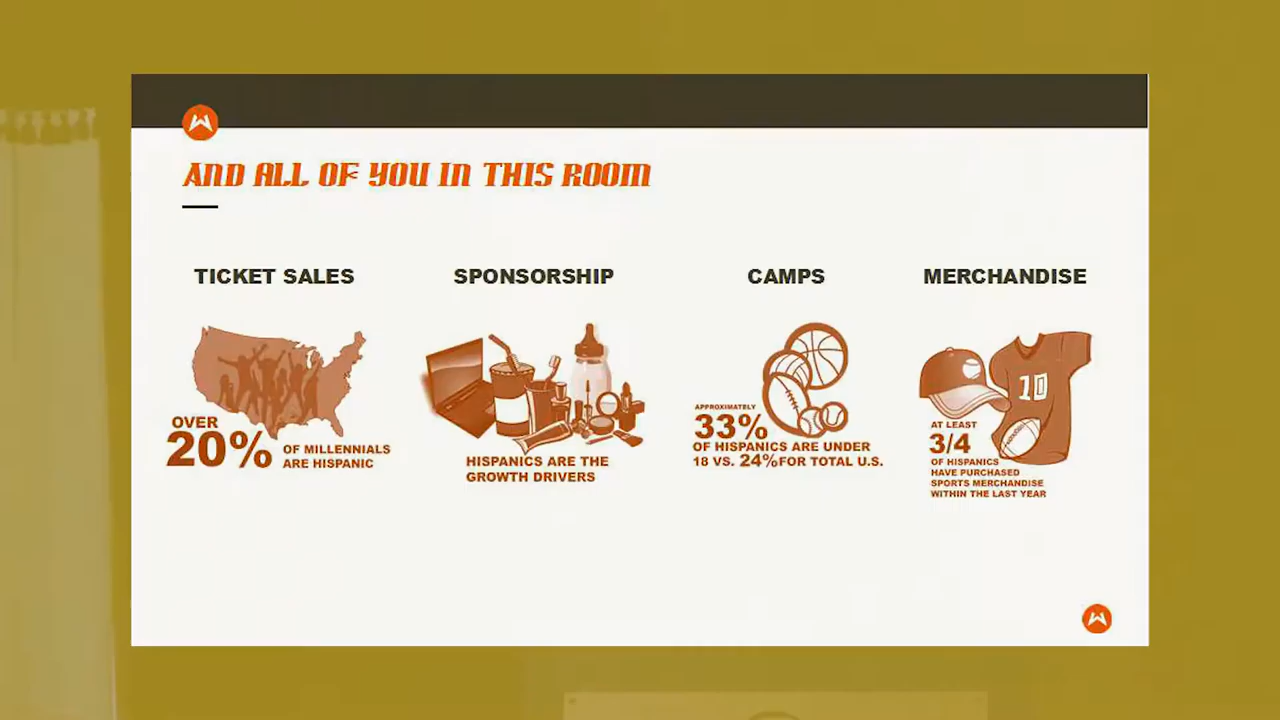 AND ALL OF YOU IN THIS ROOM
TICKET SALES
OVER
20%
OF MILLENNIALS
ARE HISPANIC
SPONSORSHIP
HISPANICS ARE THE
GROWTH DRIVERS
CAMPS
APPROXIMATELY
33%
OF HISPANICS ARE UNDER
18 VS. 24% FOR TOTAL U.S.
MERCHANDISE
10
AT LEAST
3/4
OF HISPANICS
HAVE PURCHASED
SPORTS MERCHANDISE
WITHIN THE LAST YEAR